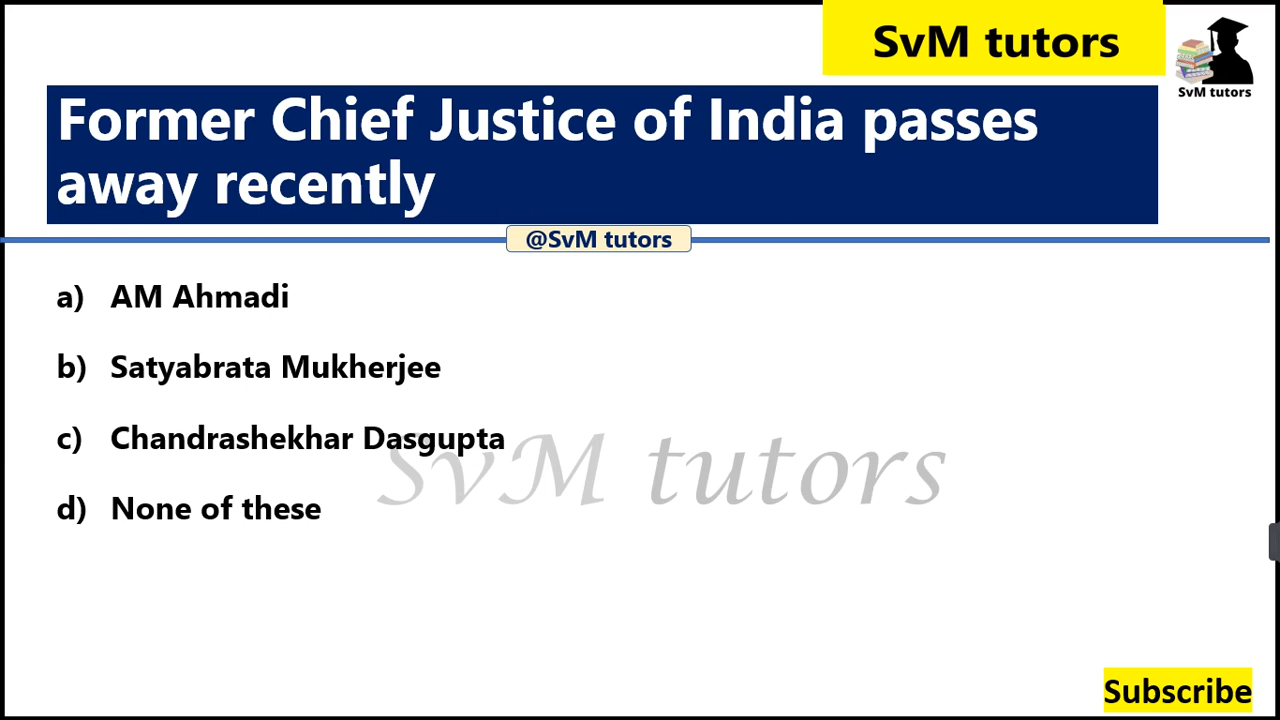 SvM tutors
SvM tutors
Former Chief Justice of India passes
away recently
@SvM tutors
a) AM Ahmadi
b) Satyabrata Mukherjee
c) Chandrashekhar Dasgupta
SvM tutors
d) None of these
Subscribe